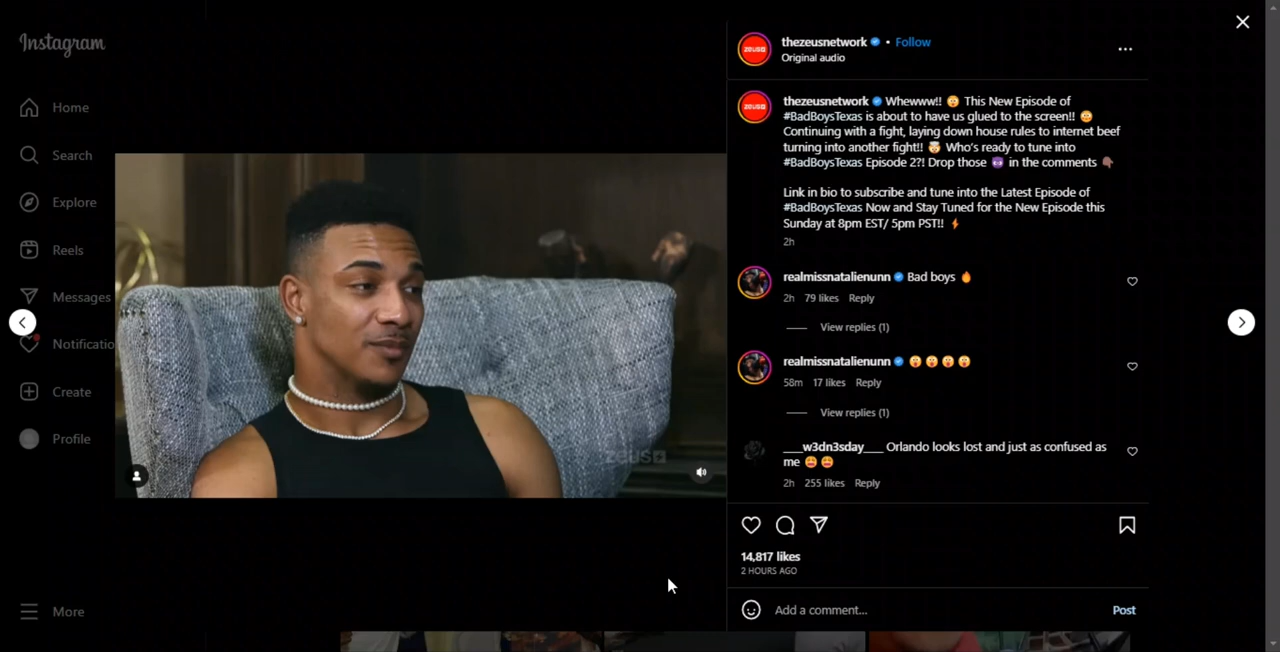 Instagram
Home
Search
Explore
Reels
Messages
Notificatio
Create
Profile
More
zeus
zeus
thezeusnetwork • Follow
Original audio
zeus
thezeusnetwork Whewww!! 😳 This New Episode of
#BadBoysTexas is about to have us glued to the screen!! 😳
Continuing with a fight, laying down house rules to internet beef
turning into another fight!! 🤯 Who's ready to tune into
#BadBoysTexas Episode 2?! Drop those 😈 in the comments 👇🏾
Link in bio to subscribe and tune into the Latest Episode of
#BadBoysTexas Now and Stay Tuned for the New Episode this
Sunday at 8pm EST/ 5pm PST!! ⚡
2h
realmissnatalienunn Bad boys 🔥
2h 79 likes Reply
View replies (1)
realmissnatalienunn 😲😲😲😲
58m 17 likes Reply
View replies (1)
___w3dn3sday___ Orlando looks lost and just as confused as
me 😩😩
2h 255 likes Reply
14,817 likes
2 HOURS AGO
Add a comment...
Post